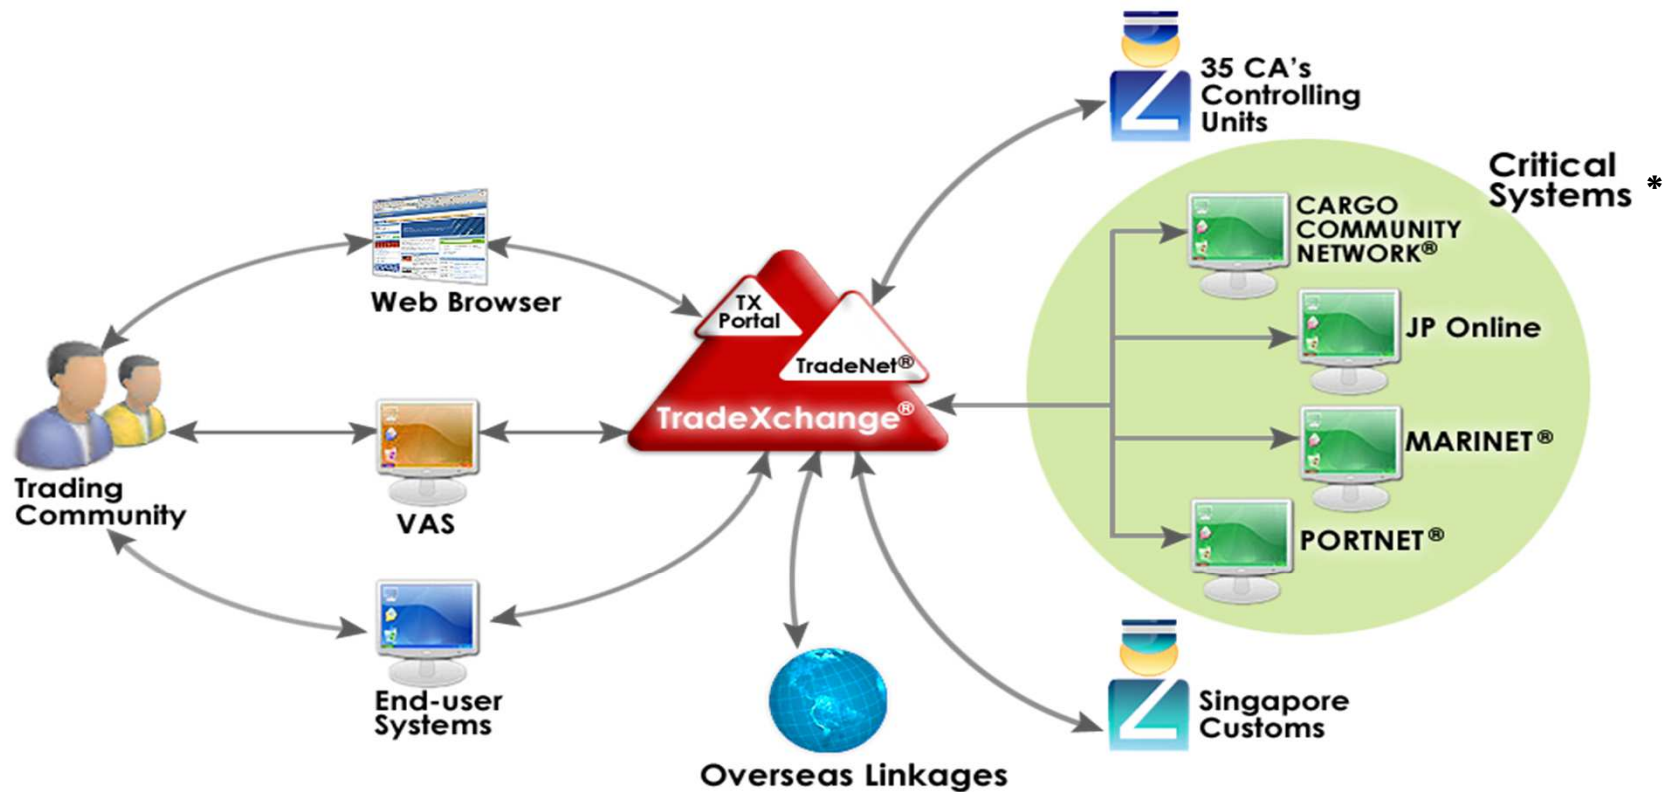 35 CA's
Controlling
Units
Critical
Systems *
CARGO
COMMUNITY
NETWORK®
JP Online
MARINET®
PORTNET®
Web Browser
TX
Portal
TradeNet®
TradeXchange®
Trading
Community
VAS
End-user
Systems
Singapore
Customs
Overseas Linkages